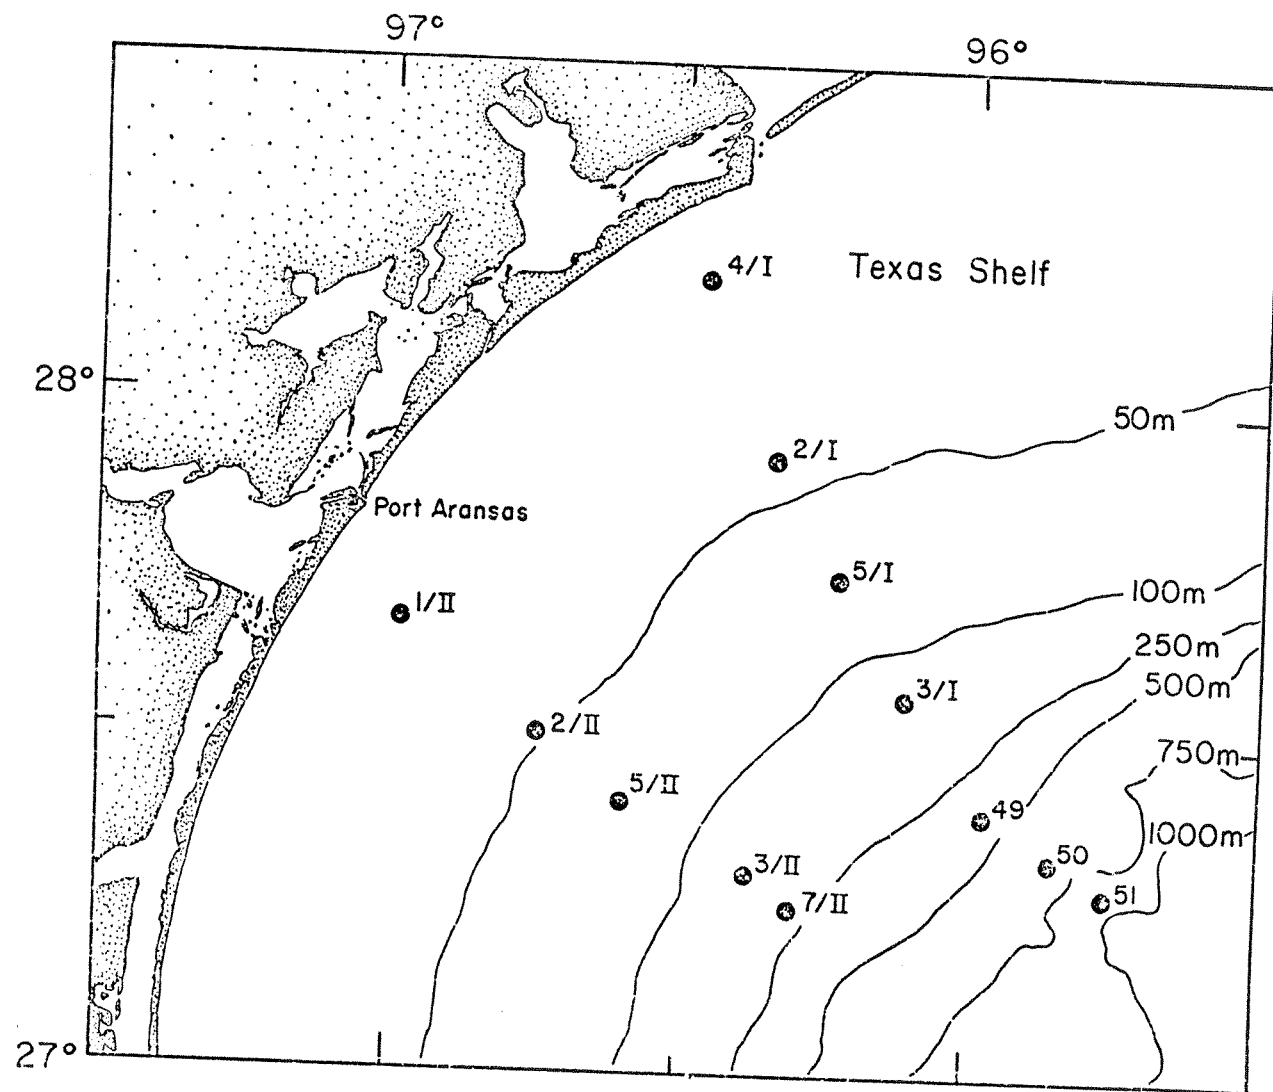 97°
96°
4/I
Texas Shelf
28°
50m
2/I
Port Aransas
5/I
100m
1/II
250m
500m
3/I
2/II
750m
5/II
49
1000m
50
3/II
51
7/II
27°